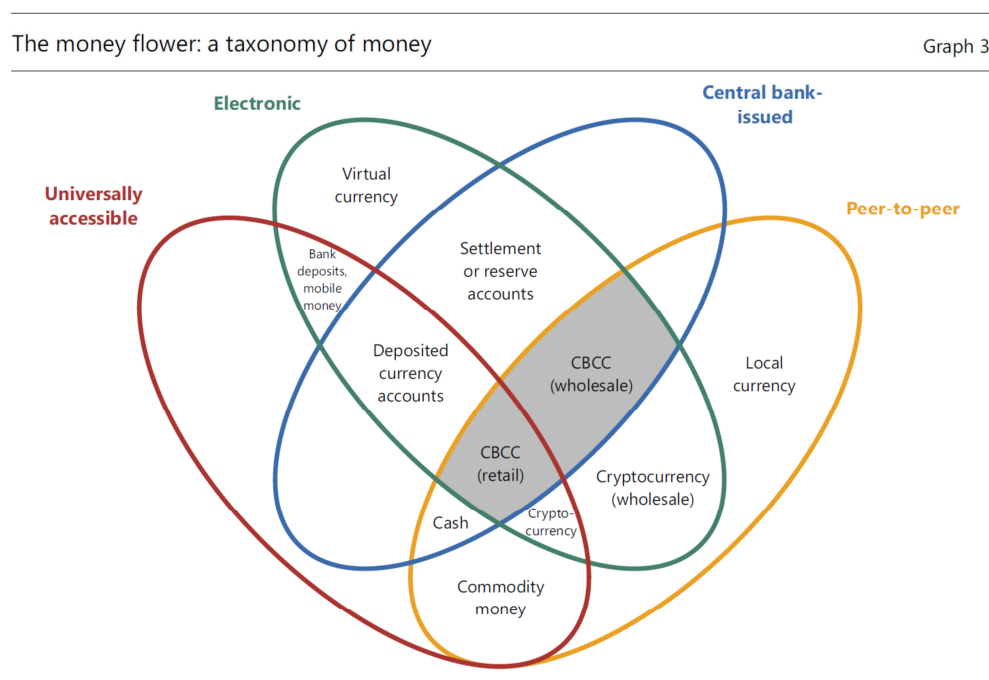 The money flower: a taxonomy of money
Graph 3
Electronic
Central bank-
issued
Universally
accessible
Peer-to-peer
Virtual
currency
Bank
deposits,
mobile
money
Settlement
or reserve
accounts
Deposited
currency
accounts
CBCC
(wholesale)
Local
currency
CBCC
(retail)
Cryptocurrency
(wholesale)
Cash
Crypto-
currency
Commodity
money